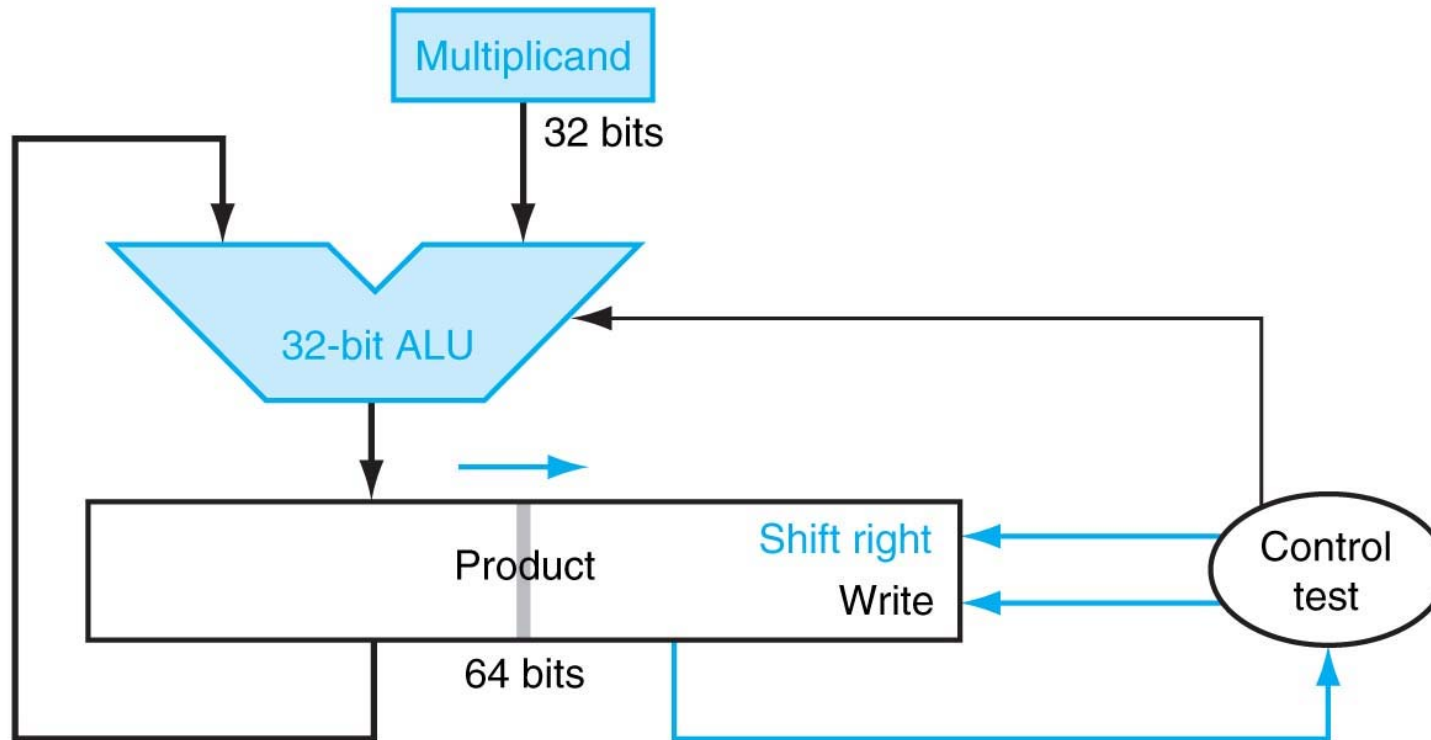 Multiplicand
32 bits
32-bit ALU
Shift right
Product
Write
64 bits
Control
test